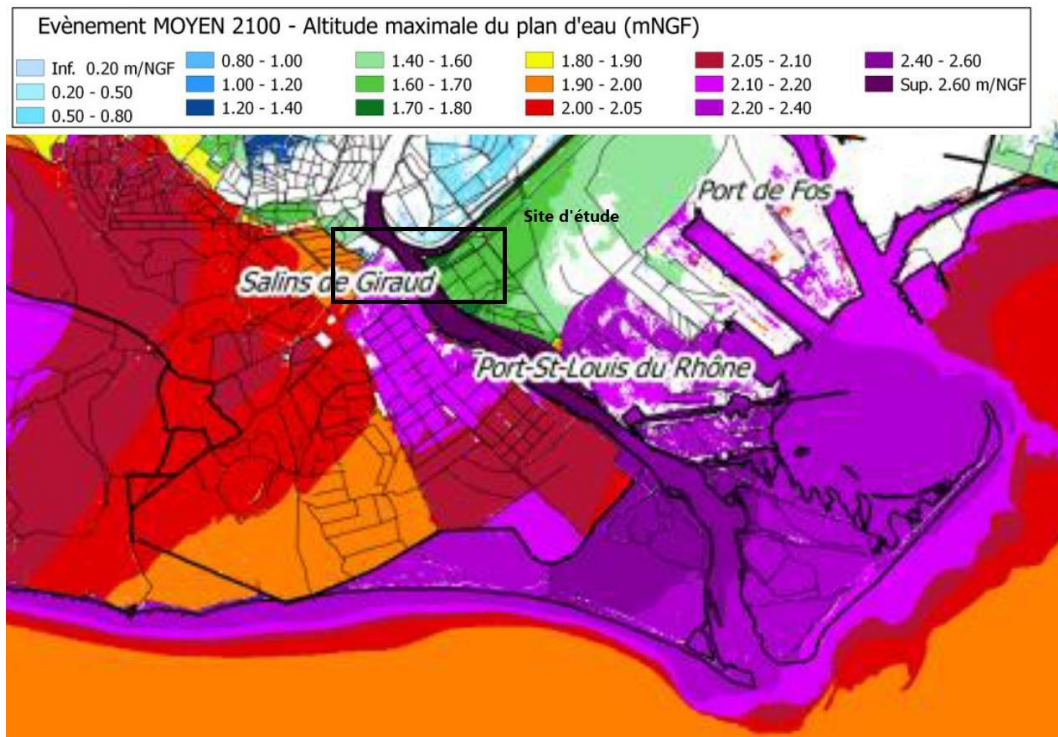 Evènement MOYEN 2100 - Altitude maximale du plan d'eau (mNGF)
Inf. 0.20 m/NGF
0.20 - 0.50
0.50 - 0.80
0.80 - 1.00
1.00 - 1.20
1.20 - 1.40
1.40 - 1.60
1.60 - 1.70
1.70 - 1.80
1.80 - 1.90
1.90 - 2.00
2.00 - 2.05
2.05 - 2.10
2.10 - 2.20
2.20 - 2.40
2.40 - 2.60
Sup. 2.60 m/NGF
Port de Fos
Site d'étude
Salins de Giraud
Port-St-Louis du Rhône